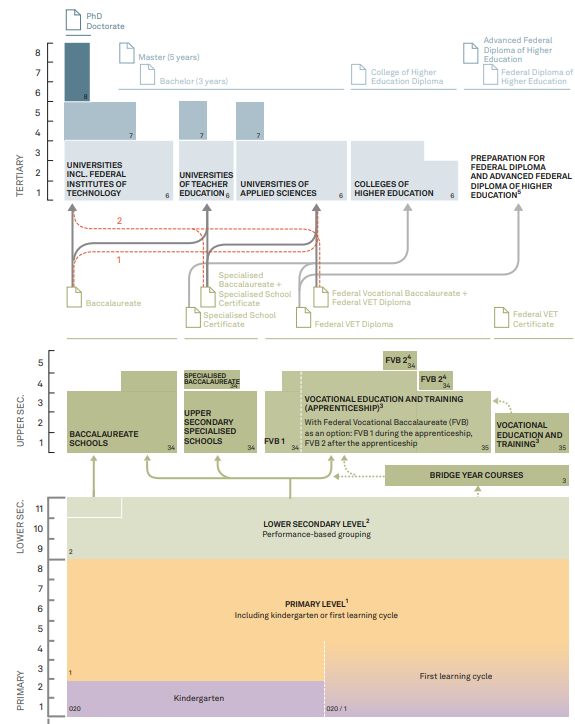 PhD
Doctorate
Master (5 years)
Bachelor (3 years)
College of Higher
Education Diploma
Advanced Federal
Diploma of Higher
Education
Federal Diploma of
Higher Education
TERTIARY
8
7
6
5
4
3
2
1
8
7
7
7
UNIVERSITIES
INCL. FEDERAL
INSTITUTES OF
TECHNOLOGY
6
UNIVERSITIES
OF TEACHER
EDUCATION
6
UNIVERSITIES OF
APPLIED SCIENCES
6
COLLEGES OF
HIGHER EDUCATION
6
PREPARATION FOR
FEDERAL DIPLOMA
AND ADVANCED FEDERAL
DIPLOMA OF HIGHER
EDUCATION5
2
1
Baccalaureate
Specialised
Baccalaureate +
Specialised School
Certificate
Specialised School
Certificate
Federal Vocational Baccalaureate +
Federal VET Diploma
Federal VET Diploma
Federal VET
Certificate
UPPER SEC.
5
4
3
2
1
BACCALAUREATE
SCHOOLS
34
SPECIALISED
BACCALAUREATE
34
UPPER
SECONDARY
SPECIALISED
SCHOOLS
34
FVB 1
34
FVB 24
34
FVB 24
34
VOCATIONAL EDUCATION AND TRAINING
(APPRENTICESHIP)3
With Federal Vocational Baccalaureate (FVB)
as an option: FVB 1 during the apprenticeship,
FVB 2 after the apprenticeship
35
VOCATIONAL
EDUCATION AND
TRAINING3
35
BRIDGE YEAR COURSES
3
LOWER SEC.
11
10
9
LOWER SECONDARY LEVEL2
Performance-based grouping
2
PRIMARY
8
7
6
5
4
3
2
1
PRIMARY LEVEL1
Including kindergarten or first learning cycle
1
Kindergarten
020
First learning cycle
020 / 1